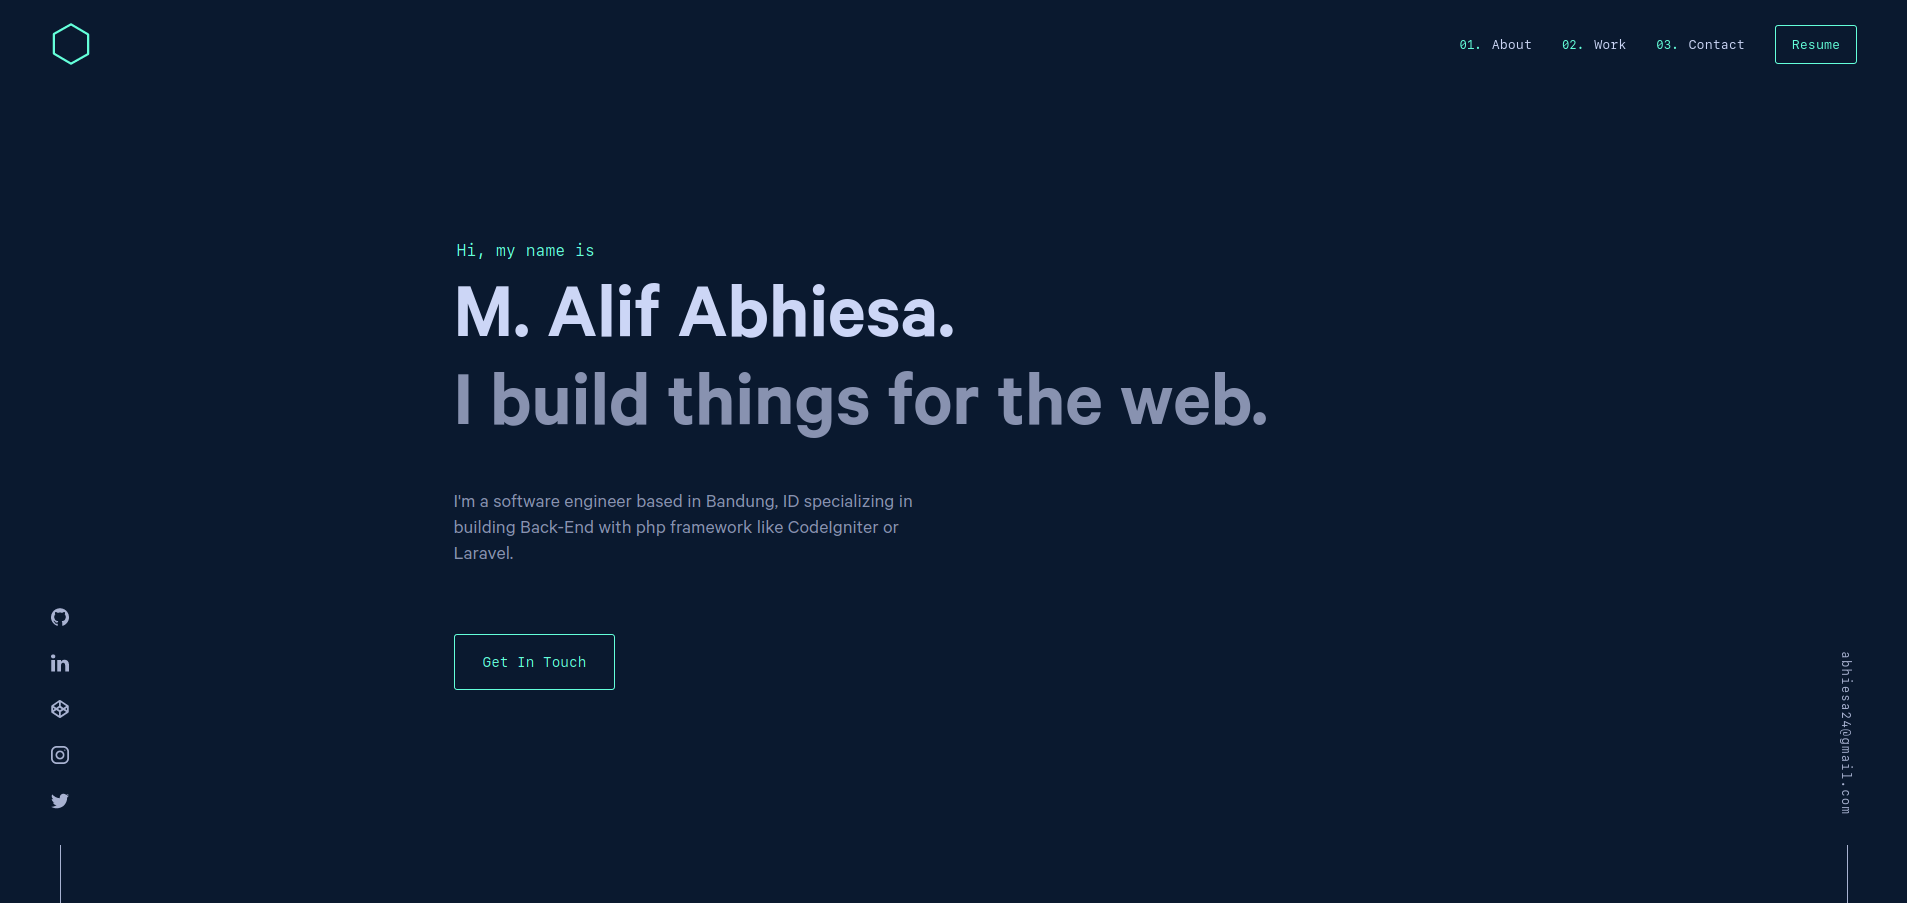 01. About 02. Work 03. Contact Resume
Hi, my name is
M. Alif Abhiesa.
I build things for the web.
I'm a software engineer based in Bandung, ID specializing in
building Back-End with php framework like CodeIgniter or
Laravel.
Get In Touch
abhiesa24@gmail.com